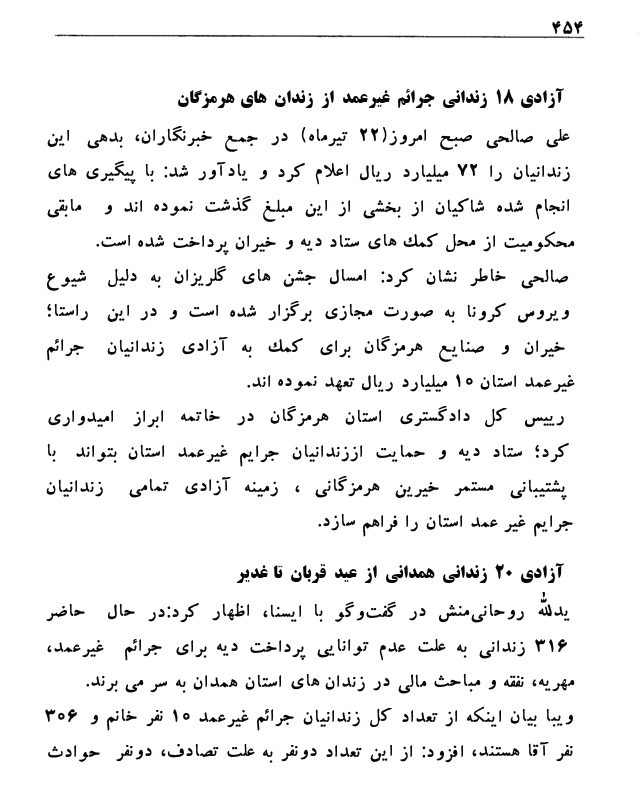 ۴۵۴
آزادی ۱۸ زندانی جرائم غیرعمد از زندان های هرمزگان
علی صالحی صبح امروز(۲۲ تیرماه) در جمع خبرنگاران، بدهی این
زندانیان را ۷۲ میلیارد ریال اعلام کرد و یادآور شد: با پیگیری های
انجام شده شاکیان از بخشی از این مبلغ گذشت نموده اند و مابقی
محکومیت از محل کمك های ستاد دیه و خیران پرداخت شده است.
صالحی خاطر نشان کرد: امسال جشن های گلریزان به دلیل شیوع
ویروس کرونا به صورت مجازی برگزار شده است و در این راستا؛
خیران و صنایع هرمزگان برای کمك به آزادی زندانیان جرائم
غیرعمد استان ۱۰ میلیارد ریال تعهد نموده اند.
رییس کل دادگستری استان هرمزگان در خاتمه ابراز امیدواری
کرد؛ ستاد دیه و حمایت اززندانیان جرایم غیرعمد استان بتواند با
پشتیبانی مستمر خیرین هرمزگانی ، زمینه آزادی تمامی زندانیان
جرایم غیر عمد استان را فراهم سازد.
آزادی ۲۰ زندانی همدانی از عید قربان تا غدیر
یدالله روحانی‌منش در گفت‌وگو با ایسنا، اظهار کرد:در حال حاضر
۳۱۶ زندانی به علت عدم توانایی پرداخت دیه برای جرائم غیرعمد،
مهریه، نفقه و مباحث مالی در زندان های استان همدان به سر می برند.
ویبا بیان اینکه از تعداد کل زندانیان جرائم غیرعمد ۱۰ نفر خانم و ۳۰۶
نفر آقا هستند، افزود: از این تعداد دونفر به علت تصادف، دونفر حوادث